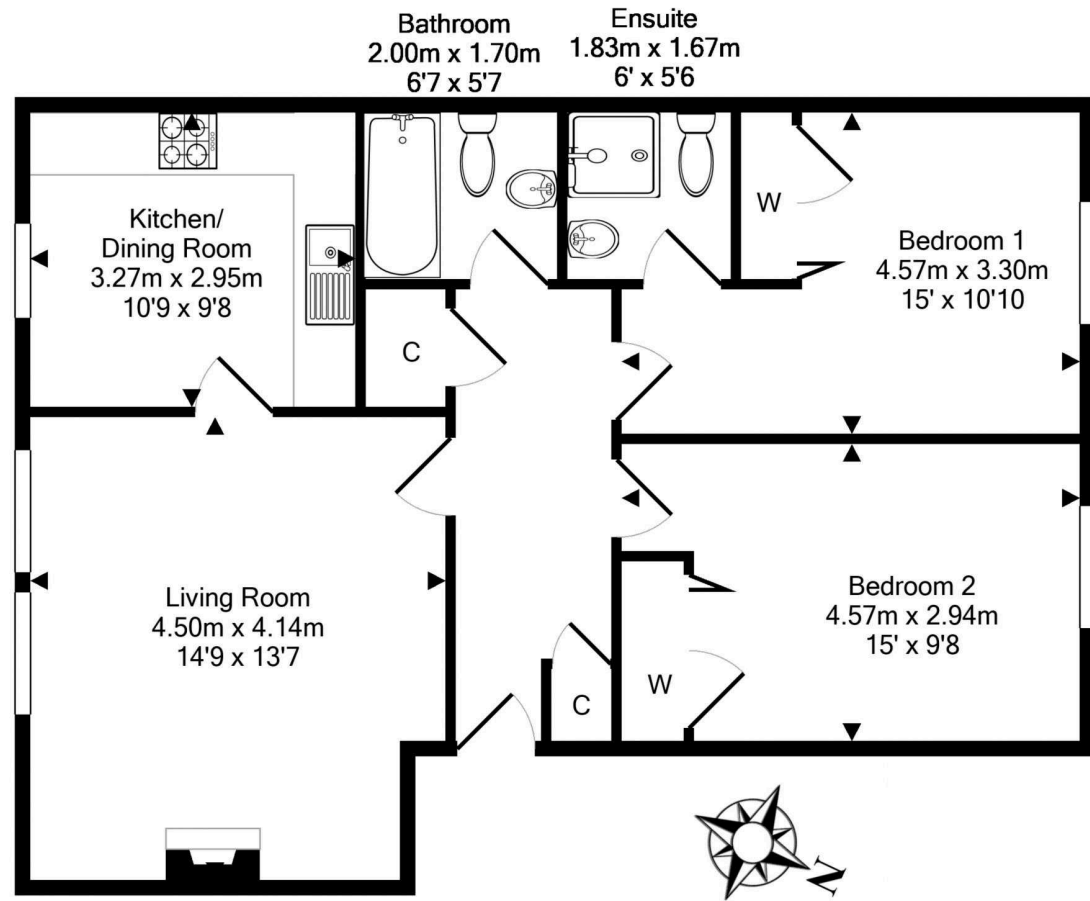 Bathroom
2.00m x 1.70m
6'7 x 5'7
Ensuite
1.83m x 1.67m
6' x 5'6
Kitchen/
Dining Room
3.27m x 2.95m
10'9 x 9'8
W
Bedroom 1
4.57m x 3.30m
15' x 10'10
C
Living Room
4.50m x 4.14m
14'9 x 13'7
Bedroom 2
4.57m x 2.94m
15' x 9'8
W
C
N